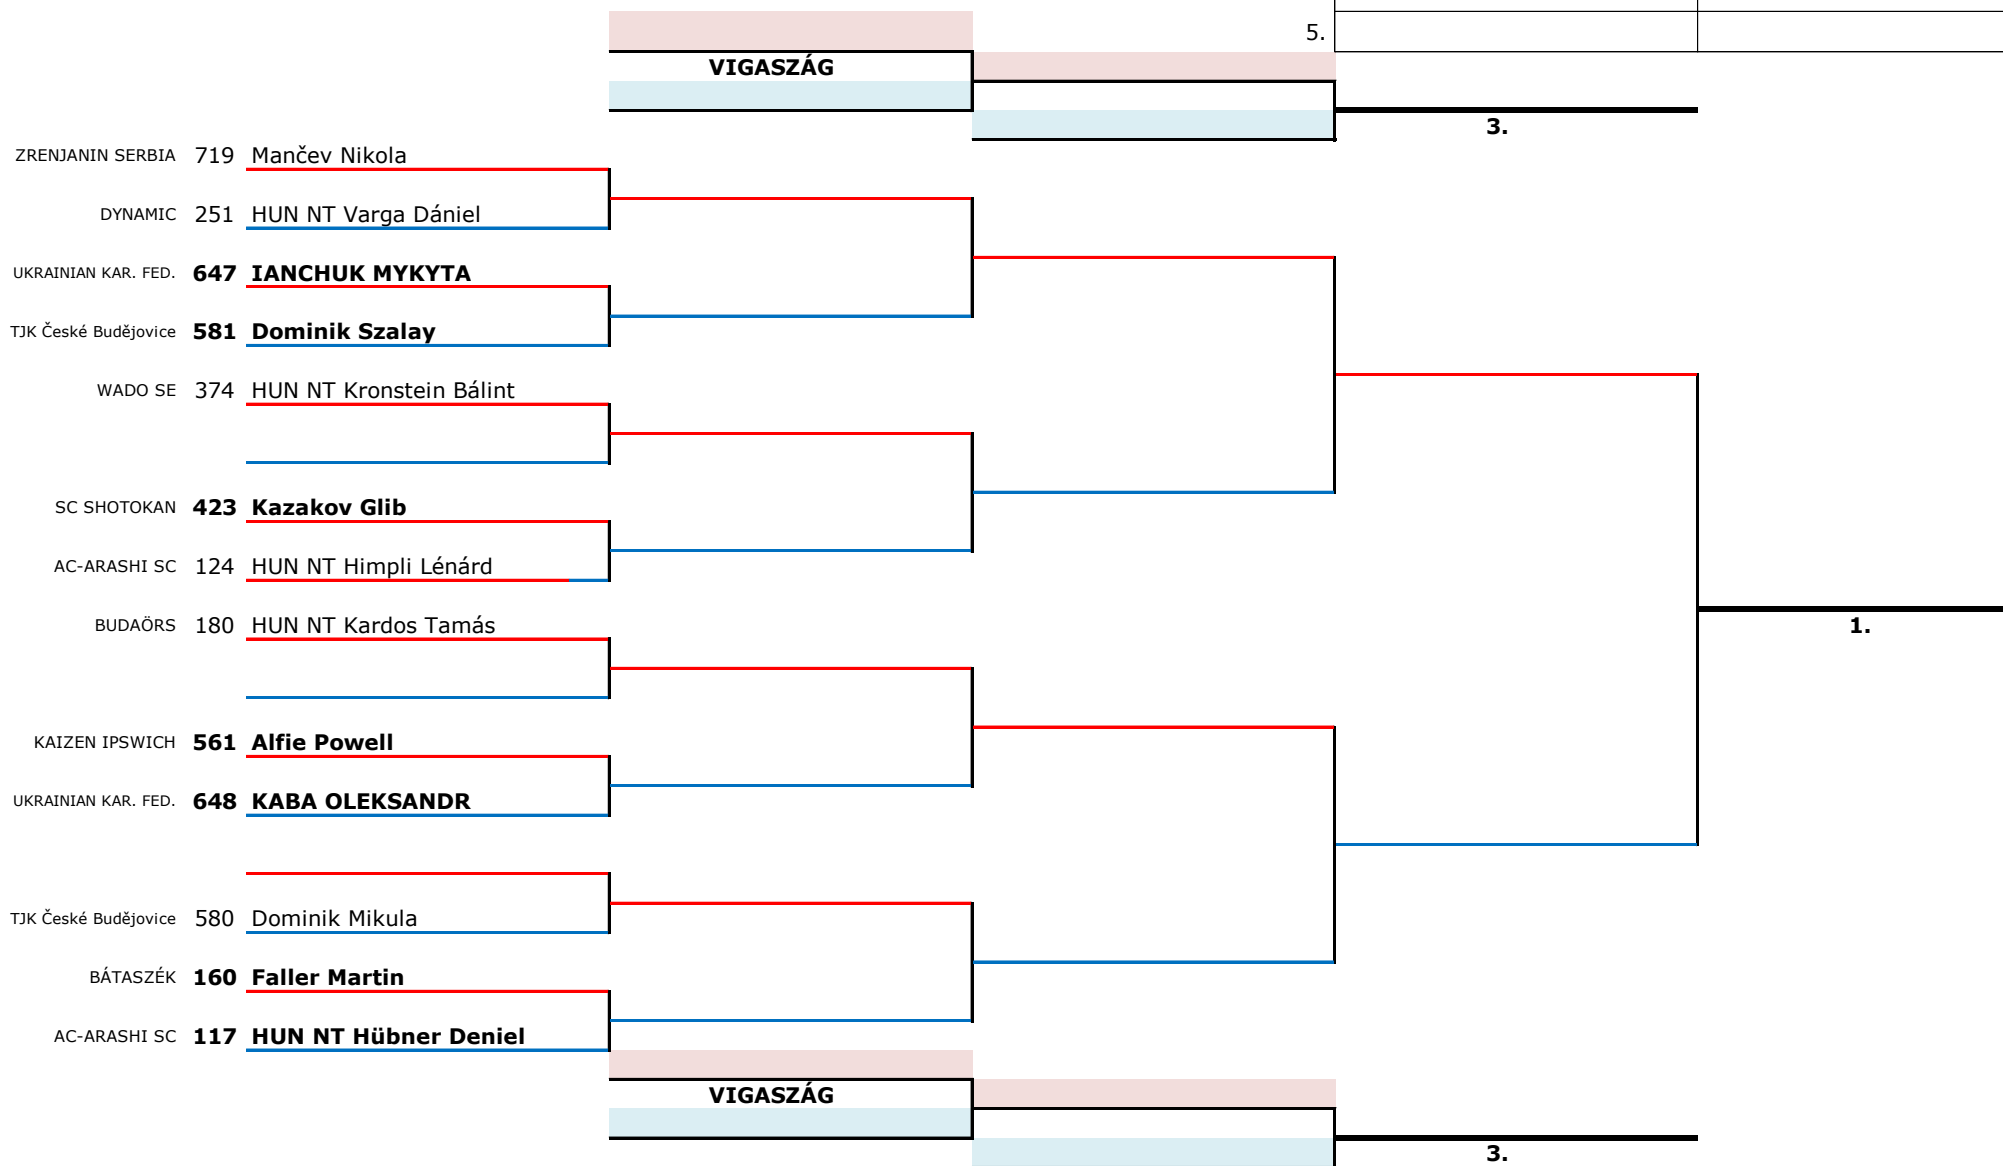 5.
VIGASZÁG
3.
ZRENJANIN SERBIA 719 Mančev Nikola
DYNAMIC 251 HUN NT Varga Dániel
UKRAINIAN KAR. FED. 647 IANCHUK MYKYTA
TJK České Budějovice 581 Dominik Szalay
WADO SE 374 HUN NT Kronstein Bálint
SC SHOTOKAN 423 Kazakov Glib
AC-ARASHI SC 124 HUN NT Himpli Lénárd
BUDAÖRS 180 HUN NT Kardos Tamás
1.
KAIZEN IPSWICH 561 Alfie Powell
UKRAINIAN KAR. FED. 648 KABA OLEKSANDR
TJK České Budějovice 580 Dominik Mikula
BÁTASZÉK 160 Faller Martin
AC-ARASHI SC 117 HUN NT Hübner Deniel
VIGASZÁG
3.